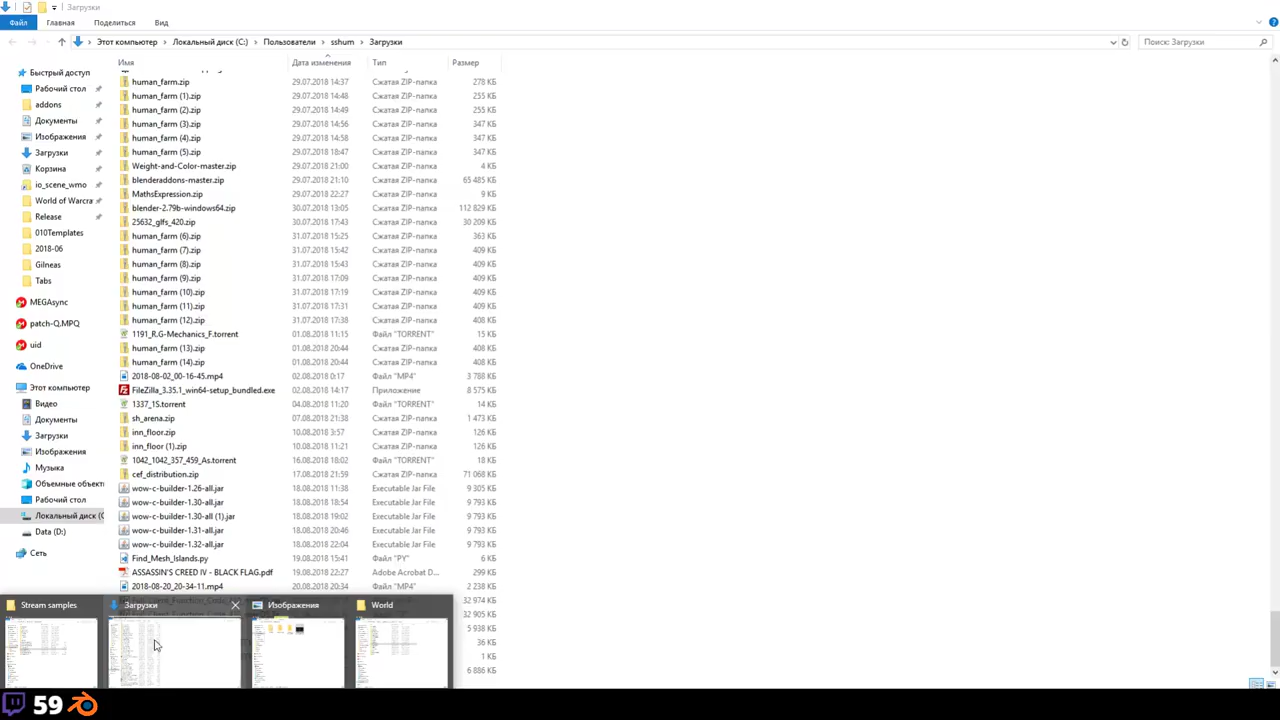 Загрузки
Файл Главная Поделиться Вид
Этот компьютер > Локальный диск (C:) > Пользователи > sshum > Загрузки
Поиск: Загрузки
Имя Дата изменения Тип Размер
Быстрый доступ
Рабочий стол
addons
Документы
Изображения
Загрузки
Корзина
io_scene_wmo
World of Warcra
Release
010Templates
2018-06
Gilneas
Tabs
MEGAsync
patch-Q.MPQ
uid
OneDrive
Этот компьютер
Видео
Документы
Загрузки
Изображения
Музыка
Объемные объект
Рабочий стол
Локальный диск (C
Data (D:)
Сеть
human_farm.zip 29.07.2018 14:37 Сжатая ZIP-папка 278 КБ
human_farm (1).zip 29.07.2018 14:48 Сжатая ZIP-папка 255 КБ
human_farm (2).zip 29.07.2018 14:49 Сжатая ZIP-папка 255 КБ
human_farm (3).zip 29.07.2018 14:56 Сжатая ZIP-папка 347 КБ
human_farm (4).zip 29.07.2018 14:58 Сжатая ZIP-папка 347 КБ
human_farm (5).zip 29.07.2018 18:47 Сжатая ZIP-папка 347 КБ
Weight-and-Color-master.zip 29.07.2018 21:00 Сжатая ZIP-папка 4 КБ
blenderaddons-master.zip 29.07.2018 21:10 Сжатая ZIP-папка 65 485 КБ
MathsExpression.zip 29.07.2018 22:27 Сжатая ZIP-папка 9 КБ
blender-2.79b-windows64.zip 30.07.2018 13:05 Сжатая ZIP-папка 112 829 КБ
25632_glfs_420.zip 30.07.2018 17:43 Сжатая ZIP-папка 30 209 КБ
human_farm (6).zip 31.07.2018 15:25 Сжатая ZIP-папка 363 КБ
human_farm (7).zip 31.07.2018 15:42 Сжатая ZIP-папка 409 КБ
human_farm (8).zip 31.07.2018 15:43 Сжатая ZIP-папка 409 КБ
human_farm (9).zip 31.07.2018 17:09 Сжатая ZIP-папка 409 КБ
human_farm (10).zip 31.07.2018 17:19 Сжатая ZIP-папка 408 КБ
human_farm (11).zip 31.07.2018 17:31 Сжатая ZIP-папка 408 КБ
human_farm (12).zip 31.07.2018 17:38 Сжатая ZIP-папка 408 КБ
1191_R.G-Mechanics_F.torrent 01.08.2018 11:15 Файл "TORRENT" 15 КБ
human_farm (13).zip 01.08.2018 20:44 Сжатая ZIP-папка 408 КБ
human_farm (14).zip 01.08.2018 20:44 Сжатая ZIP-папка 408 КБ
2018-08-02_00-16-45.mp4 02.08.2018 0:17 Файл "MP4" 3 788 КБ
FileZilla_3.35.1_win64-setup_bundled.exe 02.08.2018 14:17 Приложение 8 575 КБ
1337_1S.torrent 04.08.2018 11:20 Файл "TORRENT" 14 КБ
sh_arena.zip 07.08.2018 21:38 Сжатая ZIP-папка 1 473 КБ
inn_floor.zip 10.08.2018 3:57 Сжатая ZIP-папка 126 КБ
inn_floor (1).zip 10.08.2018 11:21 Сжатая ZIP-папка 126 КБ
1042_1042_357_459_As.torrent 16.08.2018 18:02 Файл "TORRENT" 18 КБ
cef_distribution.zip 17.08.2018 21:59 Сжатая ZIP-папка 71 068 КБ
wow-c-builder-1.26-all.jar 18.08.2018 11:38 Executable Jar File 9 305 КБ
wow-c-builder-1.30-all.jar 18.08.2018 18:54 Executable Jar File 9 793 КБ
wow-c-builder-1.30-all (1).jar 18.08.2018 19:04 Executable Jar File 9 793 КБ
wow-c-builder-1.31-all.jar 18.08.2018 20:46 Executable Jar File 9 793 КБ
wow-c-builder-1.32-all.jar 18.08.2018 22:04 Executable Jar File 9 793 КБ
Find_Mesh_Islands.py 19.08.2018 15:41 Файл "PY" 6 КБ
ASSASSIN'S CREED IV - BLACK FLAG.pdf 19.08.2018 22:27 Adobe Acrobat D... 299 КБ
2018-08-20_20-34-11.mp4 20.08.2018 20:34 Файл "MP4" 2 238 КБ
32 974 КБ
32 905 КБ
5 938 КБ
36 КБ
1 КБ
6 886 КБ
Stream samples Загрузки Изображения World
59